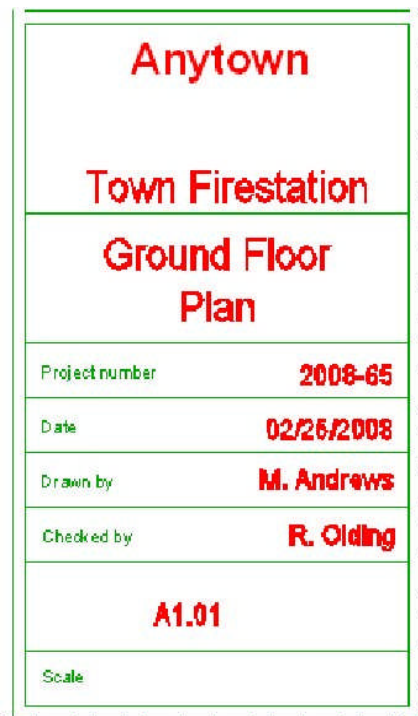 Anytown
Town Firestation
Ground Floor
Plan
Project number 2008-65
Date 02/26/2008
Drawn by M. Andrews
Checked by R. Olding
A1.01
Scale